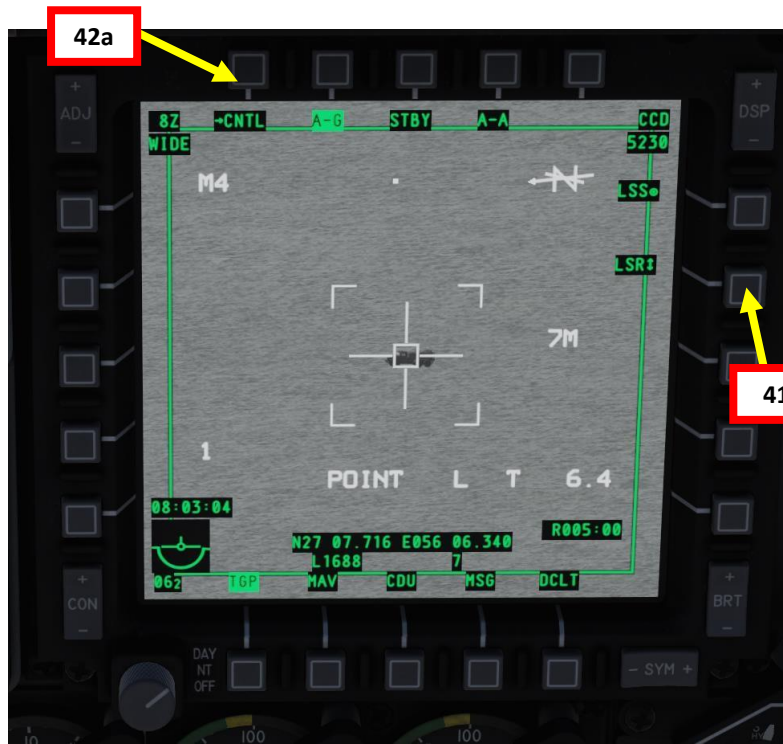 42a
+
ADJ
-
+
DSP
-
8Z →CNTL A-G STBY A-A CCD
WIDE 5230
M4 N
LSS●
LSR↕
7M
41
1
POINT L T 6.4
08:03:04
R005:00
N27 07.716 E056 06.340
L1688 7
062 TGP MAV CDU MSG DCLT
+
CON
-
+
BRT
-
DAY
NT
OFF
- SYM +
10 100 100